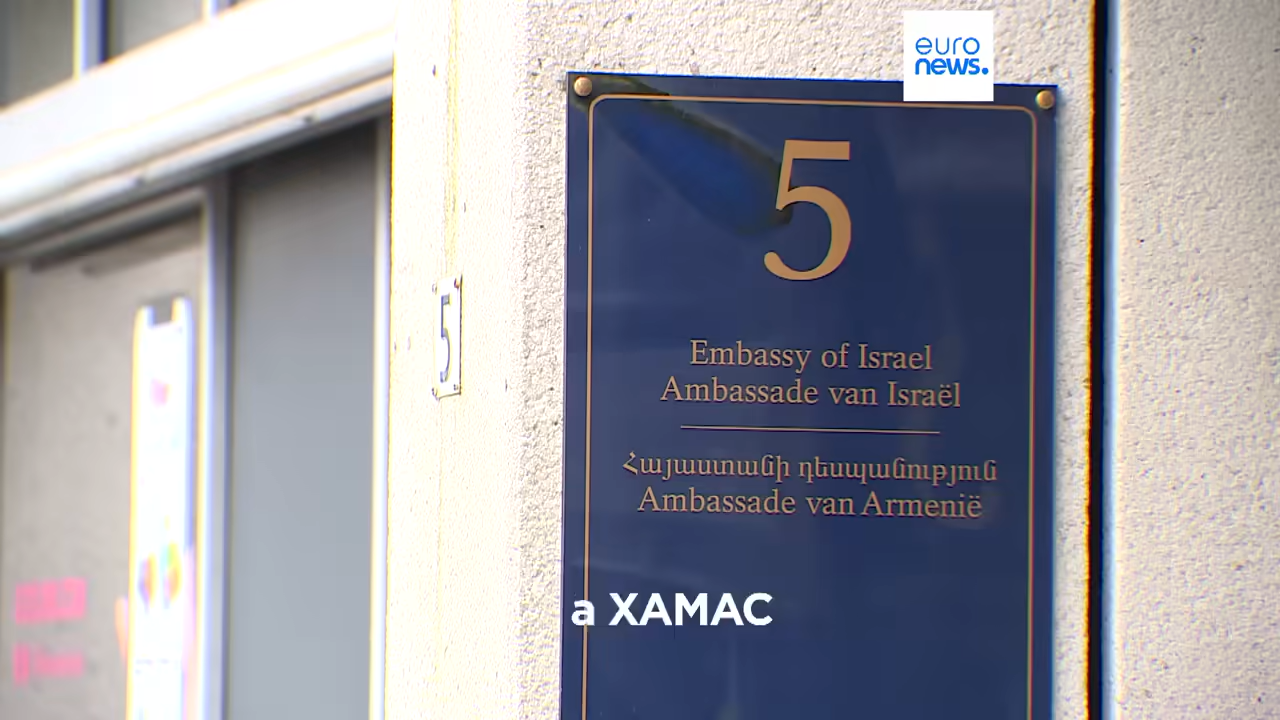 euro
news.
5
5
Embassy of Israel
Ambassade van Israël
Հայաստանի դեսպանություն
Ambassade van Armenië
а ХАМАС